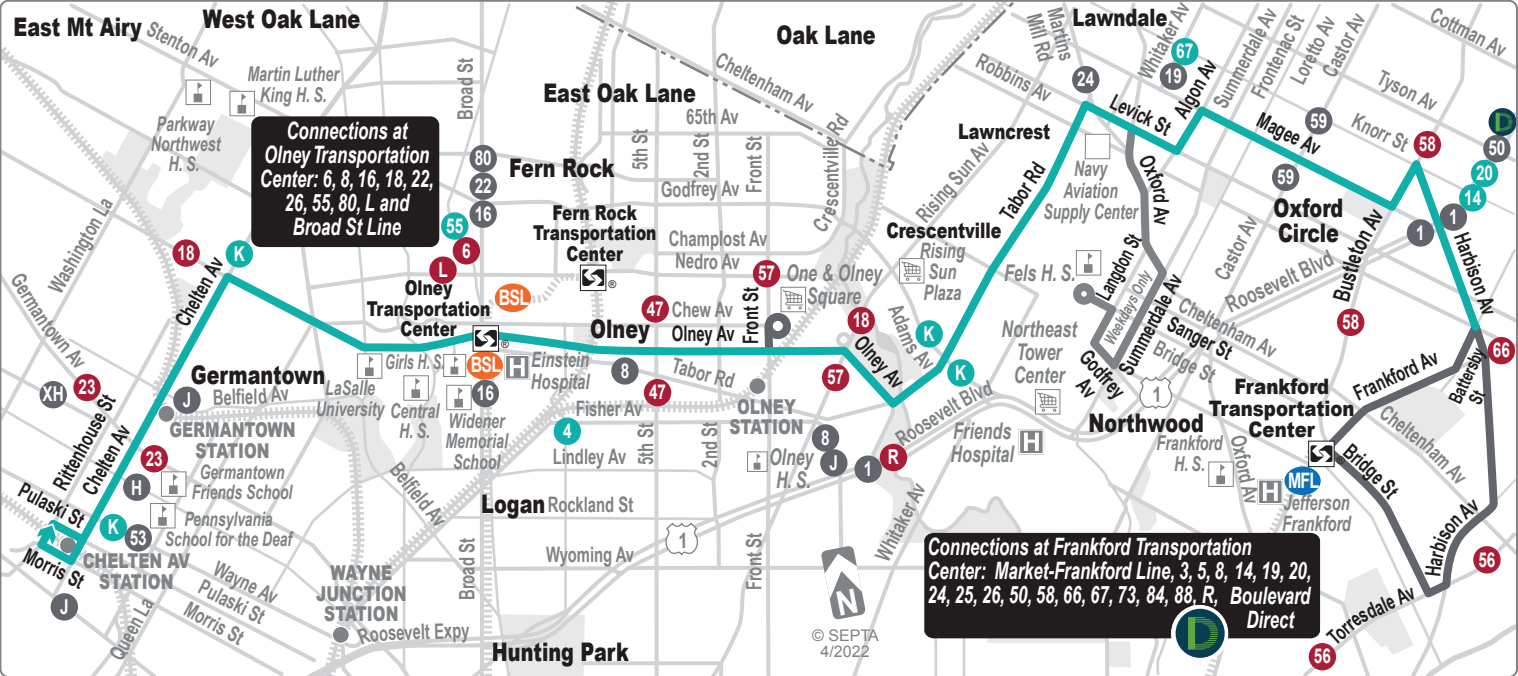 East Mt Airy
West Oak Lane
Stenton Av
Martin Luther
King H. S.
Parkway
Northwest
H. S.
Broad St
Oak Lane
Cheltenham Av
East Oak Lane
65th Av
5th St
2nd St
Front St
Godfrey Av
Crescentville Rd
Lawndale
Martins
Mill Rd
Whitaker Av
67
19
24
Robbins Av
Levick St
Algon Av
Summerdale Av
Frontenac St
Loretto Av
Castor Av
Cottman Av
Tyson Av
59
Magee Av
Knorr St
58
D
50
20
14
1
1
Connections at
Olney Transportation
Center: 6, 8, 16, 18, 22,
26, 55, 80, L and
Broad St Line
80
22
16
55
6
L
Fern Rock
Fern Rock
Transportation
Center
®
Champlost Av
Nedro Av
57
One & Olney
Square
Lawncrest
Rising Sun Av
Crescentville
Rising
Sun
Plaza
Tabor Rd
Navy
Aviation
Supply Center
Oxford Av
Fels H. S.
Langdon St
Weekdays Only
Summerdale Av
Godfrey
Av
59
Oxford
Circle
Castor Av
Roosevelt Blvd
Bustleton Av
58
Harbison Av
Cheltenham Av
Sanger St
Bridge St
1
Washington La
18
K
Chelten Av
Germantown Av
Olney
Transportation
Center
®
BSL
BSL
16
47
Chew Av
Olney
Olney Av
Front St
18
Olney Av
57
Adams Av
K
K
Girls H. S.
Einstein
Hospital
8
47
Tabor Rd
Germantown
Belfield Av
LaSalle
University
Central
H. S.
Widener
Memorial
School
Fisher Av
4
Lindley Av
5th St
2nd St
OLNEY
STATION
8
J
Olney
H. S.
1
R
Roosevelt Blvd
Northeast
Tower
Center
Friends
Hospital
Northwood
Frankford Av
Battersby
St
66
XH
23
J
GERMANTOWN
STATION
Rittenhouse St
Chelten Av
23
H
Germantown
Friends School
Pennsylvania
School for the Deaf
K
53
CHELTEN AV
STATION
Pulaski St
Morris St
J
Queen La
Wayne Av
Pulaski St
Morris St
Belfield Av
WAYNE
JUNCTION
STATION
Roosevelt Expy
Broad St
Logan
Rockland St
Wyoming Av
1
Front St
Whitaker Av
Hunting Park
N
© SEPTA
4/2022
Frankford
Transportation
Center
®
Frankford
H. S.
Oxford Av
MFL
Jefferson
Frankford
Bridge St
Cheltenham Av
Harbison Av
56
Torresdale Av
56
Connections at Frankford Transportation
Center: Market-Frankford Line, 3, 5, 8, 14, 19, 20,
24, 25, 26, 50, 58, 66, 67, 73, 84, 88, R, Boulevard
Direct
D